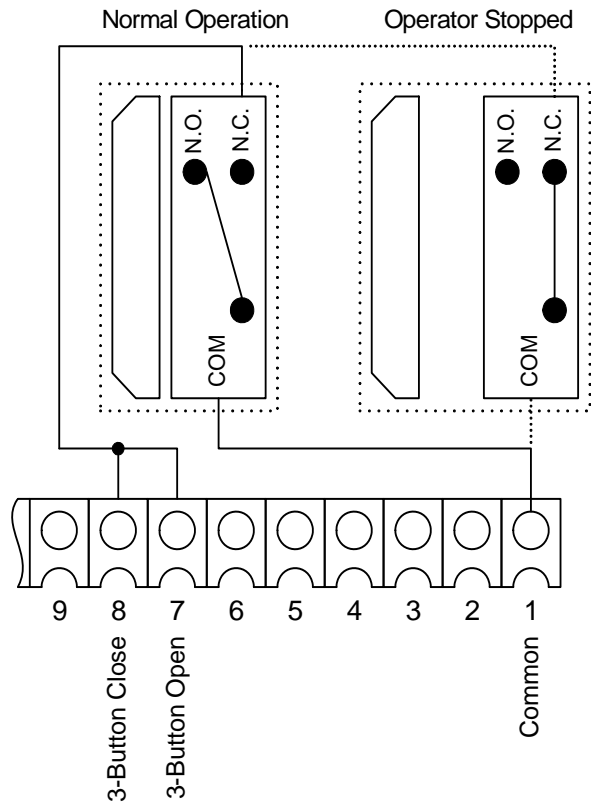 Normal Operation
Operator Stopped
N.O.
N.C.
COM
N.O.
N.C.
COM
9 8 7 6 5 4 3 2 1
3-Button Close
3-Button Open
Common